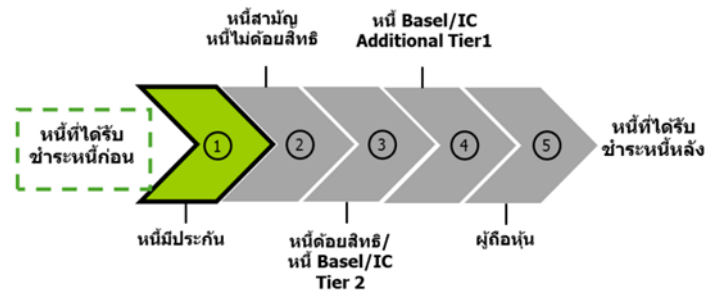 หนี้สามัญ
หนี้ไม่ด้อยสิทธิ
หนี้ Basel/IC
Additional Tier1
หนี้ที่ได้รับ
ชำระหนี้ก่อน
1
2
3
4
5
หนี้ที่ได้รับ
ชำระหนี้หลัง
หนี้มีประกัน
หนี้ด้อยสิทธิ/
หนี้ Basel/IC
Tier 2
ผู้ถือหุ้น